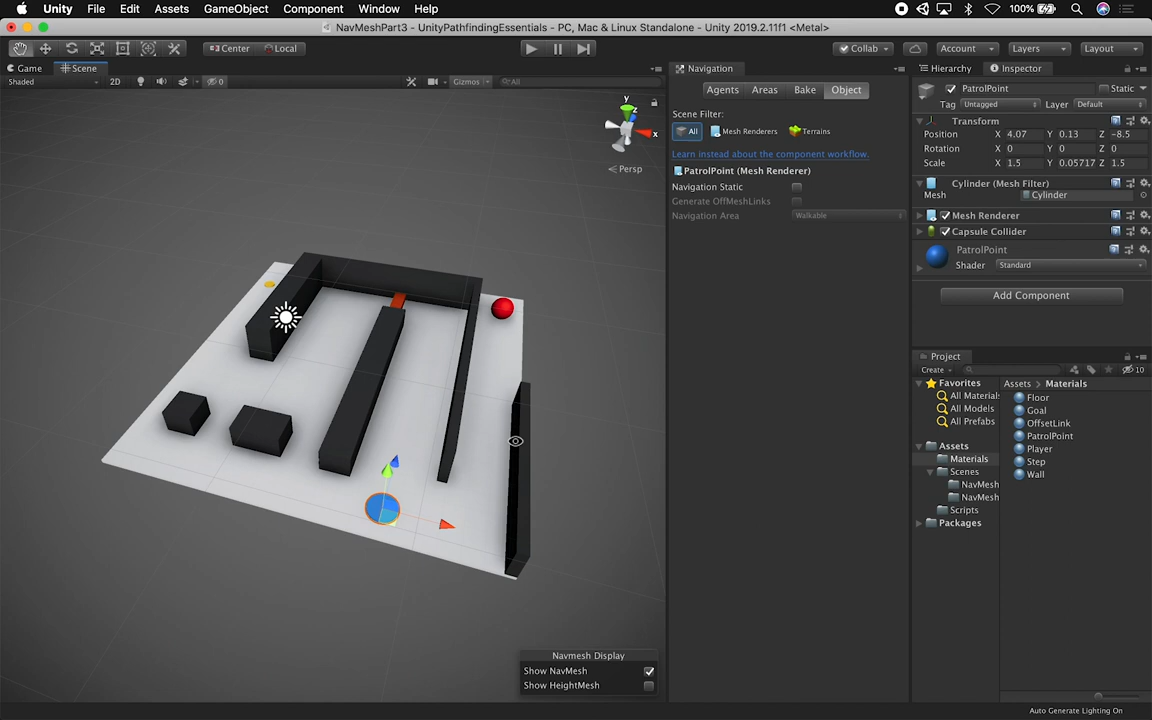 Unity File Edit Assets GameObject Component Window Help 100%
NavMeshPart3 - UnityPathfindingEssentials - PC, Mac & Linux Standalone - Unity 2019.2.11f1 <Metal>
Center Local Collab Account Layers Layout
Game Scene
Shaded 2D 0 Gizmos All
y
z
x
Persp
Navmesh Display
Show NavMesh
Show HeightMesh
Navigation
Agents Areas Bake Object
Scene Filter:
All Mesh Renderers Terrains
Learn instead about the component workflow.
PatrolPoint (Mesh Renderer)
Navigation Static
Generate OffMeshLinks
Navigation Area Walkable
Hierarchy Inspector
PatrolPoint Static
Tag Untagged Layer Default
Transform
Position X 4.07 Y 0.13 Z -8.5
Rotation X 0 Y 0 Z 0
Scale X 1.5 Y 0.05717 Z 1.5
Cylinder (Mesh Filter)
Mesh Cylinder
Mesh Renderer
Capsule Collider
PatrolPoint
Shader Standard
Add Component
Project
Create 10
Favorites
All Materials
All Models
All Prefabs
Assets
Materials
Scenes
NavMesh
NavMesh
Scripts
Packages
Assets Materials
Floor
Goal
OffsetLink
PatrolPoint
Player
Step
Wall
Auto Generate Lighting On